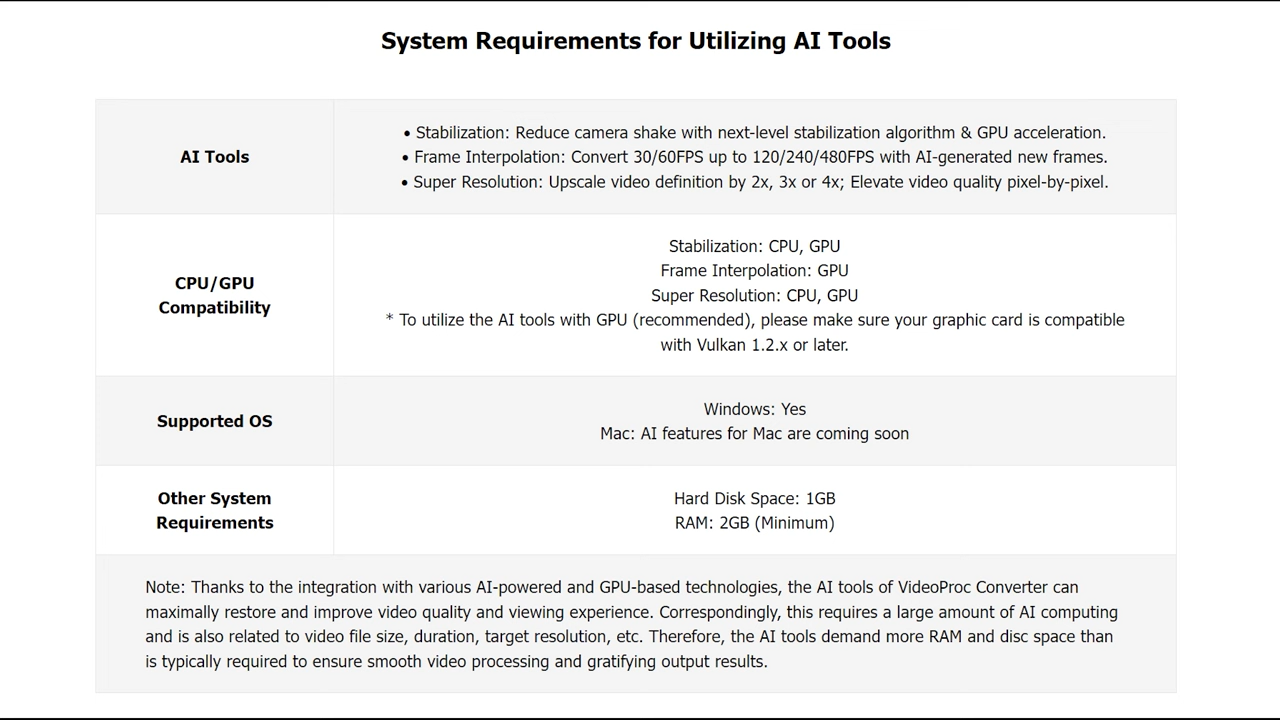 System Requirements for Utilizing AI Tools
AI Tools
• Stabilization: Reduce camera shake with next-level stabilization algorithm & GPU acceleration.
• Frame Interpolation: Convert 30/60FPS up to 120/240/480FPS with AI-generated new frames.
• Super Resolution: Upscale video definition by 2x, 3x or 4x; Elevate video quality pixel-by-pixel.
CPU/GPU
Compatibility
Stabilization: CPU, GPU
Frame Interpolation: GPU
Super Resolution: CPU, GPU
* To utilize the AI tools with GPU (recommended), please make sure your graphic card is compatible
with Vulkan 1.2.x or later.
Supported OS
Windows: Yes
Mac: AI features for Mac are coming soon
Other System
Requirements
Hard Disk Space: 1GB
RAM: 2GB (Minimum)
Note: Thanks to the integration with various AI-powered and GPU-based technologies, the AI tools of VideoProc Converter can
maximally restore and improve video quality and viewing experience. Correspondingly, this requires a large amount of AI computing
and is also related to video file size, duration, target resolution, etc. Therefore, the AI tools demand more RAM and disc space than
is typically required to ensure smooth video processing and gratifying output results.